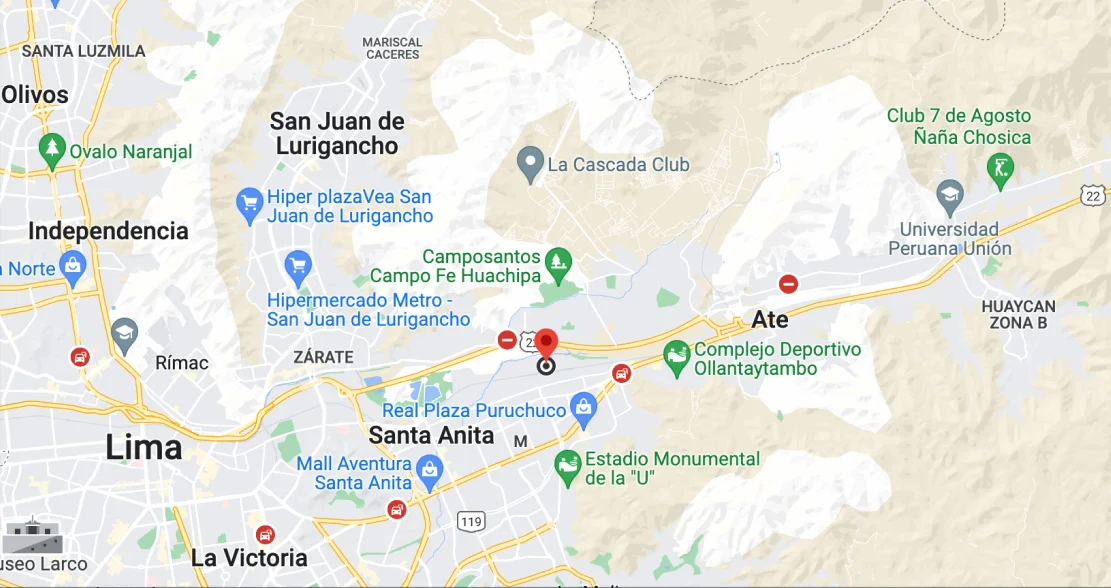 SANTA LUZMILA
MARISCAL
CACERES
Olivos
San Juan de
Lurigancho
Club 7 de Agosto
Ñaña Chosica
Ovalo Naranjal
La Cascada Club
22
Hiper plazaVea San
Juan de Lurigancho
Independencia
Universidad
Peruana Unión
Norte
Camposantos
Campo Fe Huachipa
Hipermercado Metro -
San Juan de Lurigancho
HUAYCAN
ZONA B
Ate
Rímac
ZÁRATE
Complejo Deportivo
Ollantaytambo
Real Plaza Puruchuco
Santa Anita
M
Lima
Mall Aventura
Santa Anita
Estadio Monumental
de la "U"
119
La Victoria
useo Larco